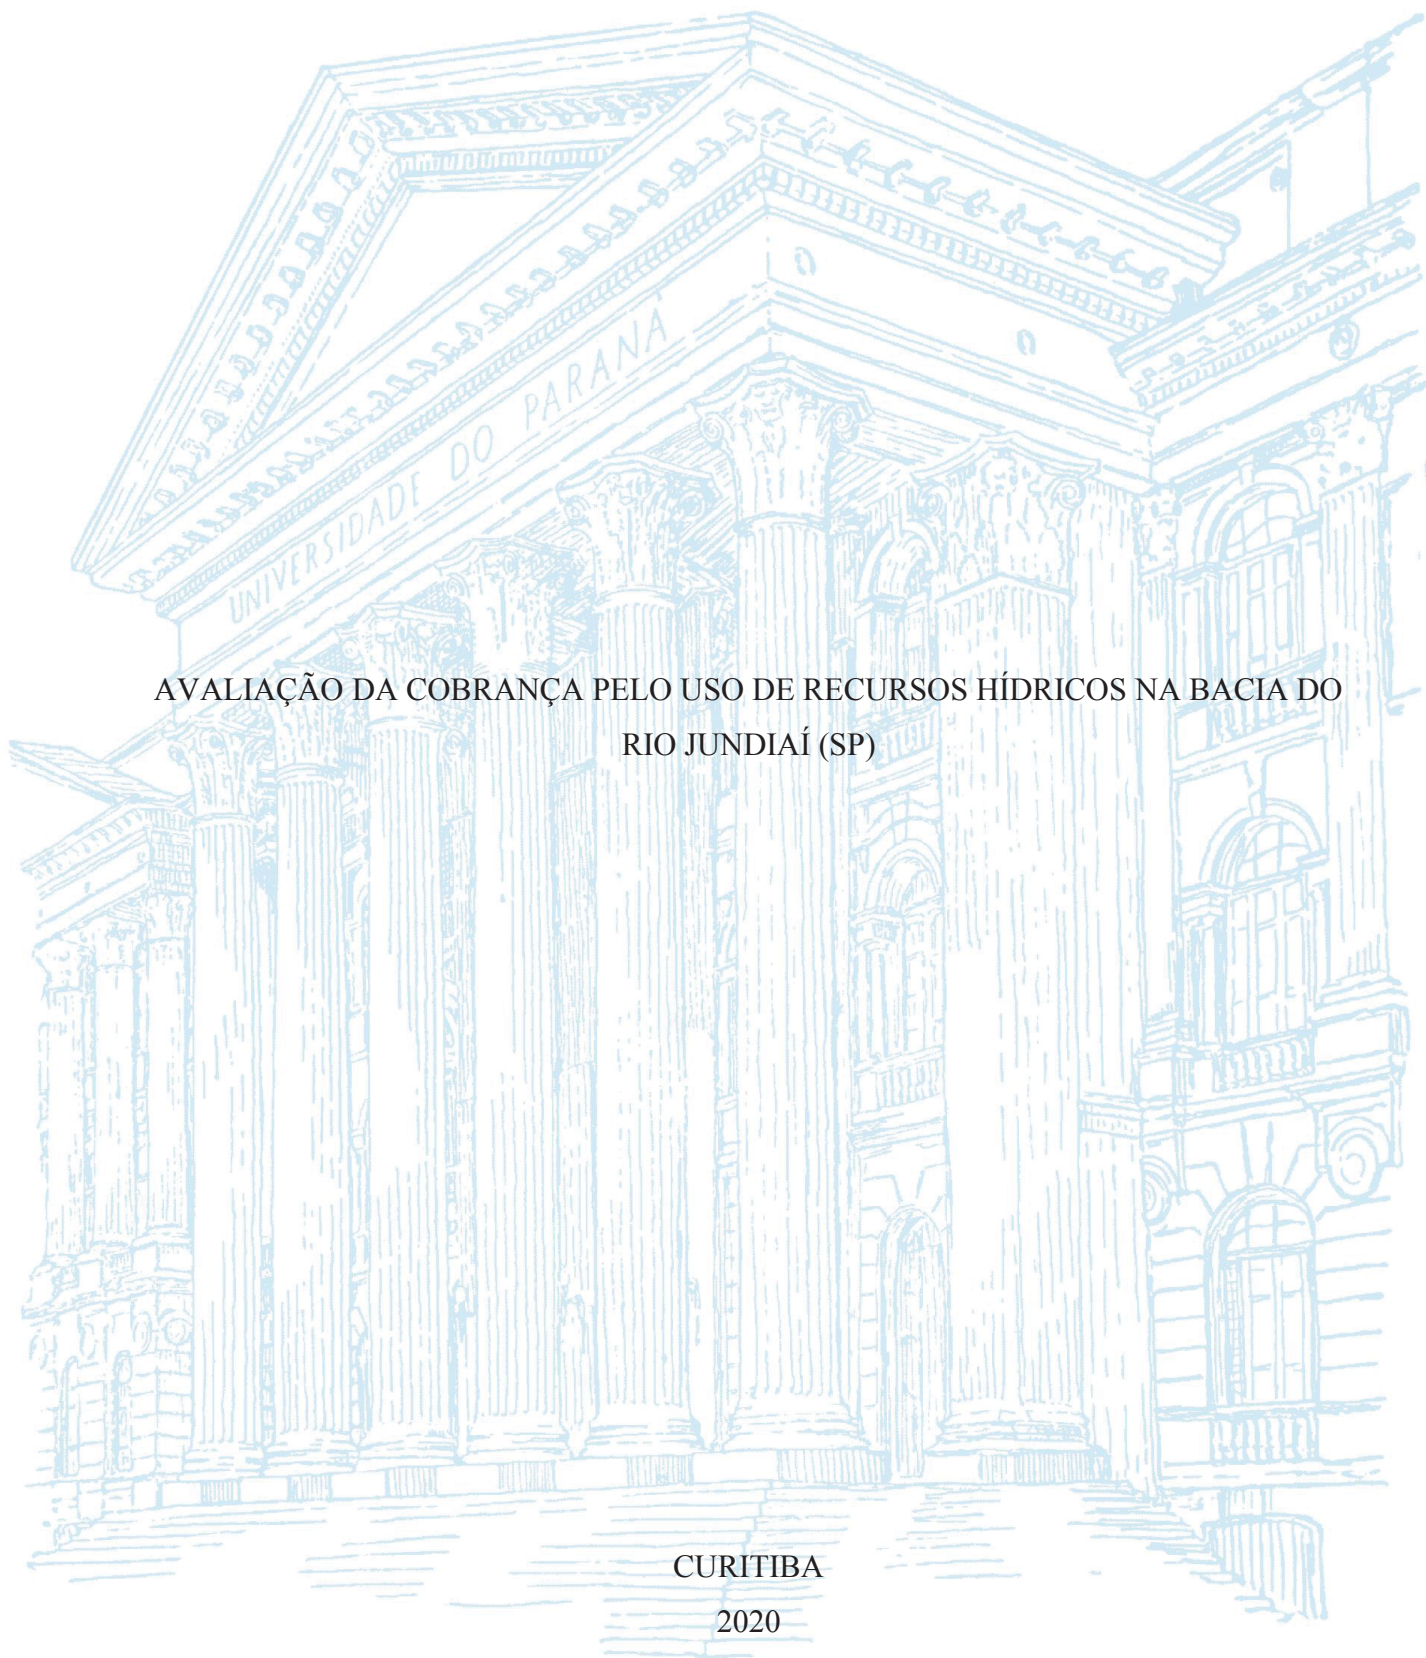 UNIVERSIDADE DO PARANÁ
AVALIAÇÃO DA COBRANÇA PELO USO DE RECURSOS HÍDRICOS NA BACIA DO
RIO JUNDIAÍ (SP)
CURITIBA
2020